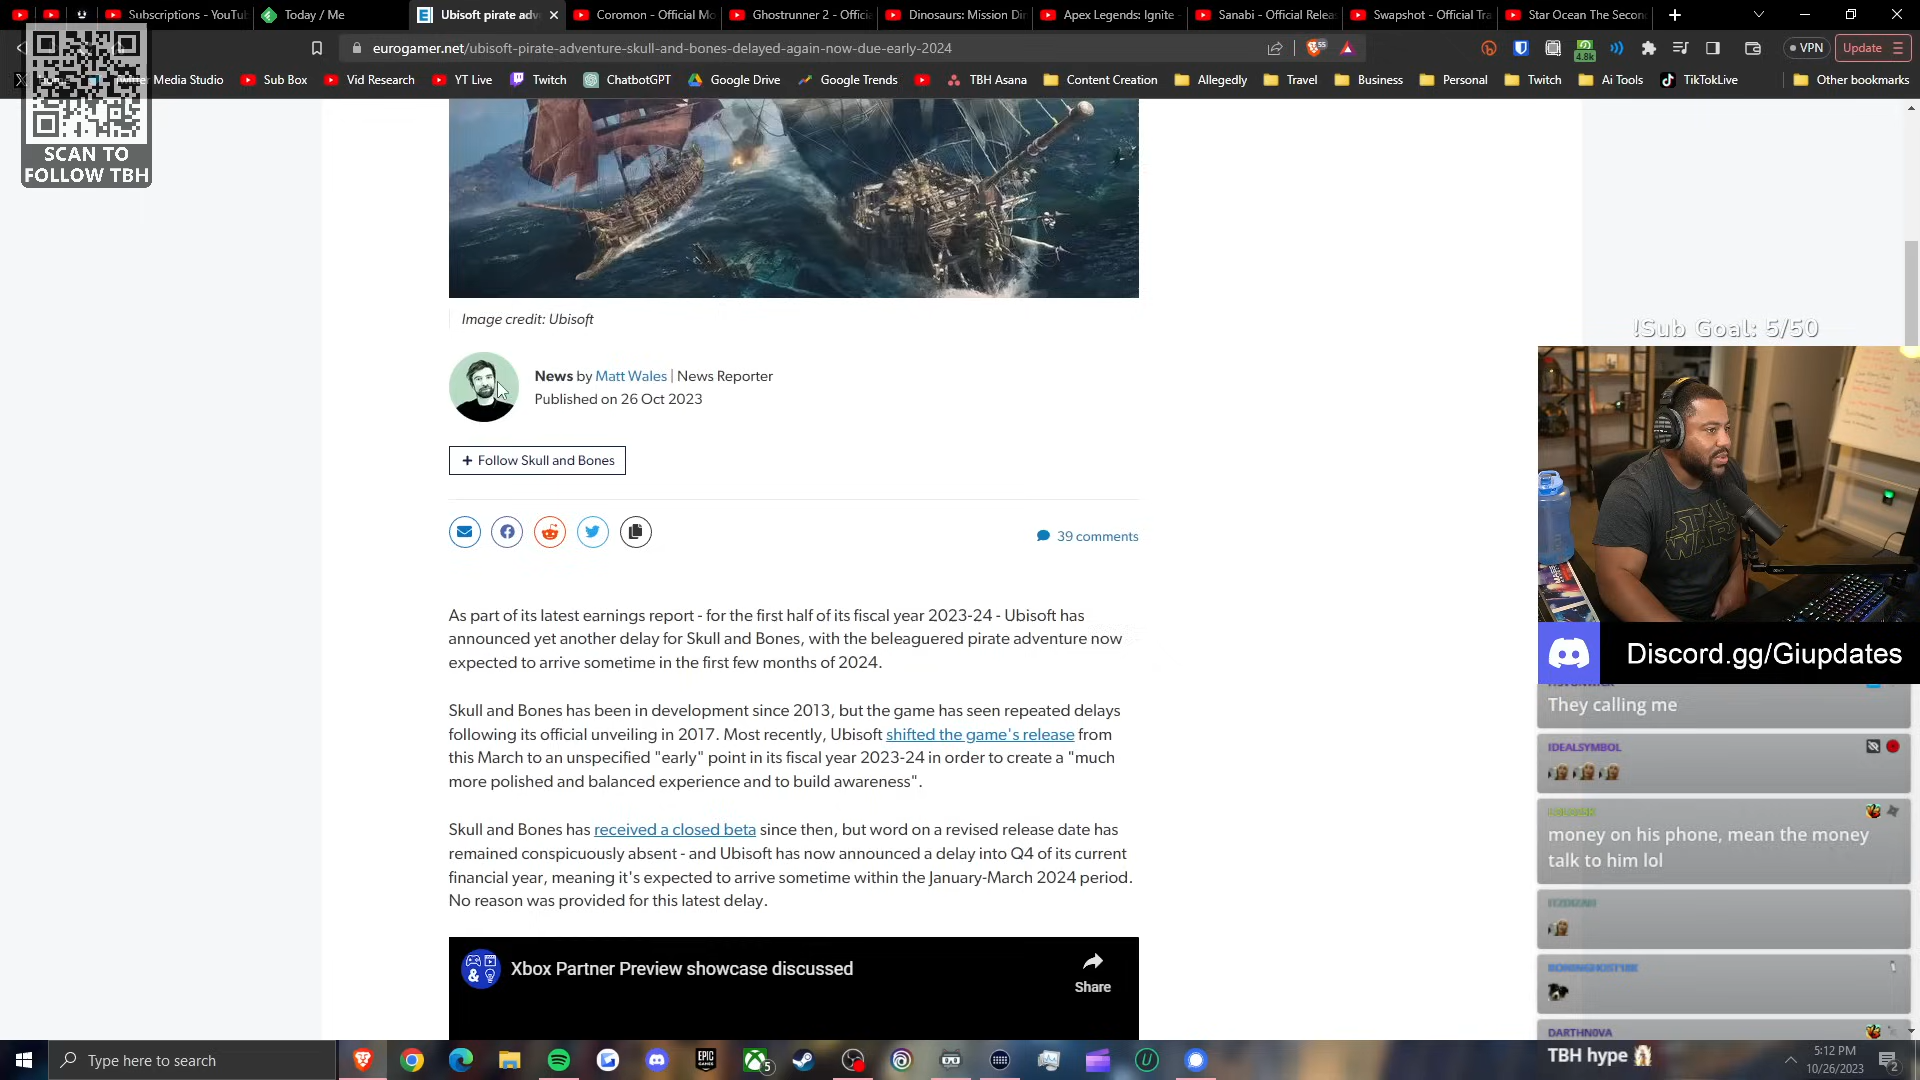 Subscriptions - YouTu
Today / Me
Ubisoft pirate adv
Coromon - Official Mo
Ghostrunner 2 - Offici
Dinosaurs: Mission Di
Apex Legends: Ignite -
Sanabi - Official Relea
Swapshot - Official Tra
Star Ocean The Second
eurogamer.net/ubisoft-pirate-adventure-skull-and-bones-delayed-again-now-due-early-2024
55
4.8k
VPN
Update
Twitter Media Studio
Sub Box
Vid Research
YT Live
Twitch
ChatbotGPT
Google Drive
Google Trends
TBH Asana
Content Creation
Allegedly
Travel
Business
Personal
Twitch
Ai Tools
TikTokLive
Other bookmarks
SCAN TO
FOLLOW TBH
Image credit: Ubisoft
News by Matt Wales | News Reporter
Published on 26 Oct 2023
+ Follow Skull and Bones
39 comments
As part of its latest earnings report - for the first half of its fiscal year 2023-24 - Ubisoft has
announced yet another delay for Skull and Bones, with the beleaguered pirate adventure now
expected to arrive sometime in the first few months of 2024.
Skull and Bones has been in development since 2013, but the game has seen repeated delays
following its official unveiling in 2017. Most recently, Ubisoft shifted the game's release from
this March to an unspecified "early" point in its fiscal year 2023-24 in order to create a "much
more polished and balanced experience and to build awareness".
Skull and Bones has received a closed beta since then, but word on a revised release date has
remained conspicuously absent - and Ubisoft has now announced a delay into Q4 of its current
financial year, meaning it's expected to arrive sometime within the January-March 2024 period.
No reason was provided for this latest delay.
Xbox Partner Preview showcase discussed
Share
!Sub Goal: 5/50
STAR
WARS
Discord.gg/Giupdates
They calling me
IDEALSYMBOL
money on his phone, mean the money
talk to him lol
DARTHN0VA
TBH hype
Type here to search
EPIC
GAMES
5
5:12 PM
10/26/2023
2